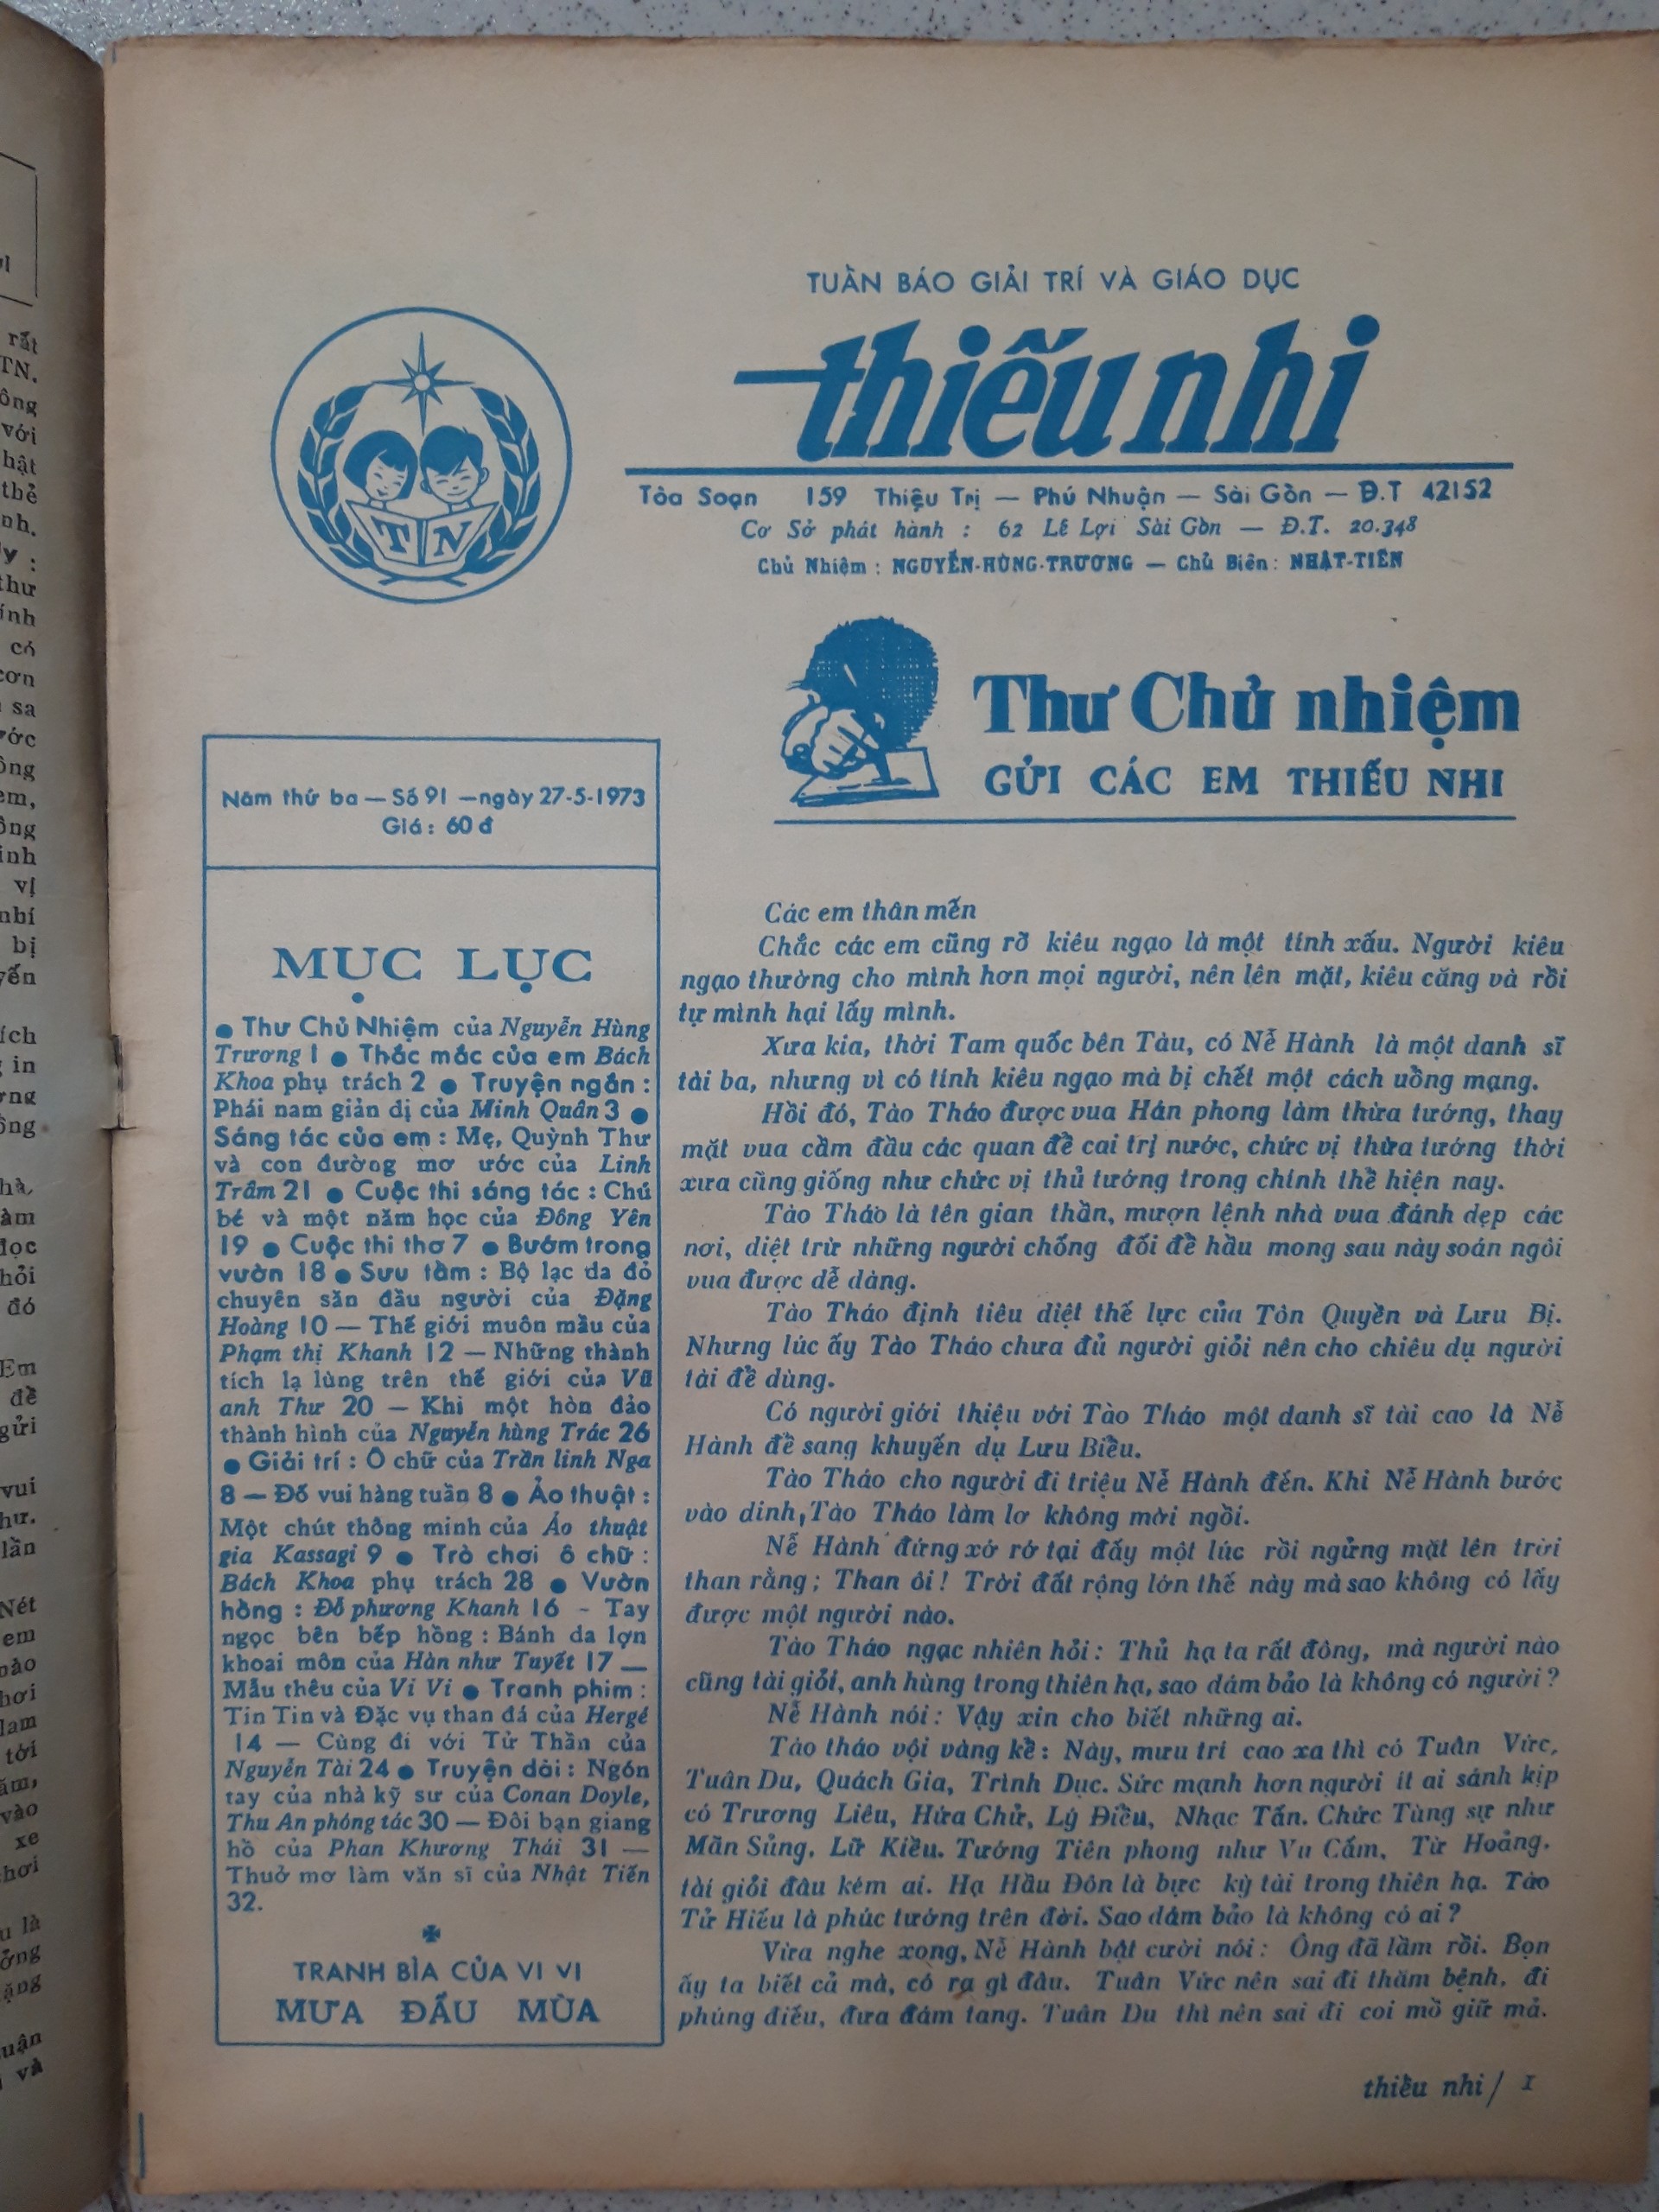 TUẦN BÁO GIẢI TRÍ VÀ GIÁO DỤC
thiếu nhi
Tòa Soạn 159 Thiệu Trị — Phú Nhuận — Sài Gòn — Đ.T 42152
Cơ Sở phát hành : 62 Lê Lợi Sài Gòn — Đ.T. 20.348
Chủ Nhiệm : NGUYỄN-HÙNG-TRƯƠNG — Chủ Biên : NHẬT-TIẾN
TN
Thư Chủ nhiệm
GỬI CÁC EM THIẾU NHI
Năm thứ ba — Số 91 — ngày 27-5-1973
Giá : 60 đ
MỤC LỤC
● Thư Chủ Nhiệm của Nguyễn Hùng
Trương 1 ● Thắc mắc của em Bách
Khoa phụ trách 2 ● Truyện ngắn :
Phái nam giản dị của Minh Quân 3 ●
Sáng tác của em : Mẹ, Quỳnh Thư
và con đường mơ ước của Linh
Trâm 21 ● Cuộc thi sáng tác : Chú
bé và một năm học của Đông Yên
19 ● Cuộc thi thơ 7 ● Bướm trong
vườn 18 ● Sưu tầm : Bộ lạc da đỏ
chuyên săn đầu người của Đặng
Hoàng 10 — Thế giới muôn mầu của
Phạm thị Khanh 12 — Những thành
tích lạ lùng trên thế giới của Vũ
anh Thư 20 — Khi một hòn đảo
thành hình của Nguyễn hùng Trác 26
● Giải trí : Ô chữ của Trần linh Nga
8 — Đố vui hàng tuần 8 ● Ảo thuật :
Một chút thông minh của Ảo thuật
gia Kassagi 9 ● Trò chơi ô chữ :
Bách Khoa phụ trách 28 ● Vườn
hồng : Đỗ phương Khanh 16 - Tay
ngọc bên bếp hồng : Bánh da lợn
khoai môn của Hàn như Tuyết 17 —
Mẫu thêu của Vi Vi ● Tranh phim :
Tin Tin và Đặc vụ than đá của Hergé
14 — Cùng đi với Tử Thần của
Nguyễn Tài 24 ● Truyện dài : Ngón
tay của nhà kỹ sư của Conan Doyle,
Thu An phóng tác 30 — Đôi bạn giang
hồ của Phan Khương Thái 31 —
Thuở mơ làm văn sĩ của Nhật Tiến
32.
TRANH BÌA CỦA VI VI
MƯA ĐẦU MÙA
Các em thân mến
Chắc các em cũng rõ kiêu ngạo là một tính xấu. Người kiêu
ngạo thường cho mình hơn mọi người, nên lên mặt, kiêu căng và rồi
tự mình hại lấy mình.
Xưa kia, thời Tam quốc bên Tàu, có Nễ Hành là một danh sĩ
tài ba, nhưng vì có tính kiêu ngạo mà bị chết một cách uổng mạng.
Hồi đó, Tào Tháo được vua Hán phong làm thừa tướng, thay
mặt vua cầm đầu các quan để cai trị nước, chức vị thừa tướng thời
xưa cũng giống như chức vị thủ tướng trong chính thể hiện nay.
Tào Tháo là tên gian thần, mượn lệnh nhà vua đánh dẹp các
nơi, diệt trừ những người chống đối để hầu mong sau này soán ngôi
vua được dễ dàng.
Tào Tháo định tiêu diệt thế lực của Tôn Quyền và Lưu Bị.
Nhưng lúc ấy Tào Tháo chưa đủ người giỏi nên cho chiêu dụ người
tài để dùng.
Có người giới thiệu với Tào Tháo một danh sĩ tài cao là Nễ
Hành để sang khuyến dụ Lưu Biểu.
Tào Tháo cho người đi triệu Nễ Hành đến. Khi Nễ Hành bước
vào dinh, Tào Tháo làm lơ không mời ngồi.
Nễ Hành đứng xớ rớ tại đấy một lúc rồi ngửng mặt lên trời
than rằng ; Than ôi ! Trời đất rộng lớn thế này mà sao không có lấy
được một người nào.
Tào Tháo ngạc nhiên hỏi : Thủ hạ ta rất đông, mà người nào
cũng tài giỏi, anh hùng trong thiên hạ, sao dám bảo là không có người ?
Nễ Hành nói : Vậy xin cho biết những ai.
Tào tháo vội vàng kể : Này, mưu trí cao xa thì có Tuân Vức,
Tuân Du, Quách Gia, Trình Dục. Sức mạnh hơn người ít ai sánh kịp
có Trương Liêu, Hứa Chử, Lý Điều, Nhạc Tấn. Chức Tùng sự như
Mãn Sủng, Lữ Kiều. Tướng Tiên phong như Vu Cấm, Từ Hoảng.
tài giỏi đâu kém ai. Hạ Hầu Đôn là bực kỳ tài trong thiên hạ. Tào
Tử Hiếu là phúc tướng trên đời. Sao dám bảo là không có ai ?
Vừa nghe xong, Nễ Hành bật cười nói : Ông đã lầm rồi. Bọn
ấy ta biết cả mà, có ra gì đâu. Tuân Vức nên sai đi thăm bệnh, đi
phúng điếu, đưa đám tang. Tuân Du thì nên sai đi coi mồ giữ mả.
thiếu nhi / 1